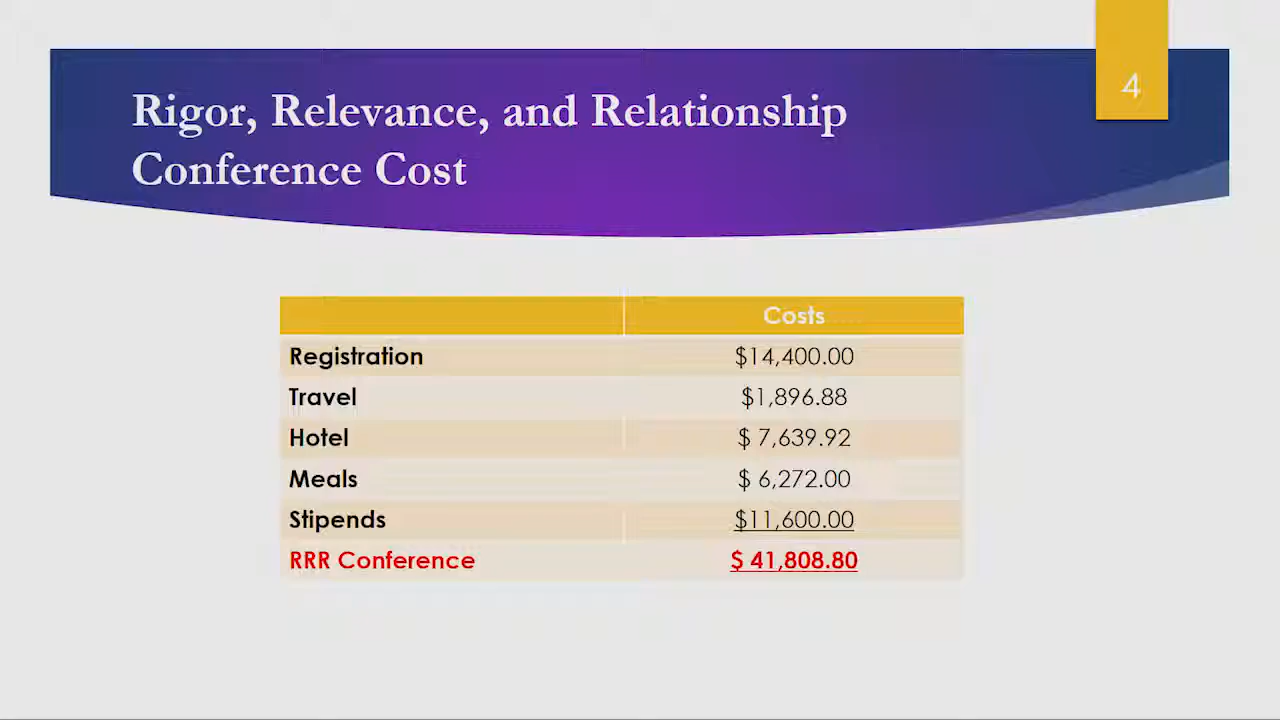 4
Rigor, Relevance, and Relationship
Conference Cost
Costs
Registration $14,400.00
Travel $1,896.88
Hotel $ 7,639.92
Meals $ 6,272.00
Stipends $11,600.00
RRR Conference $ 41,808.80